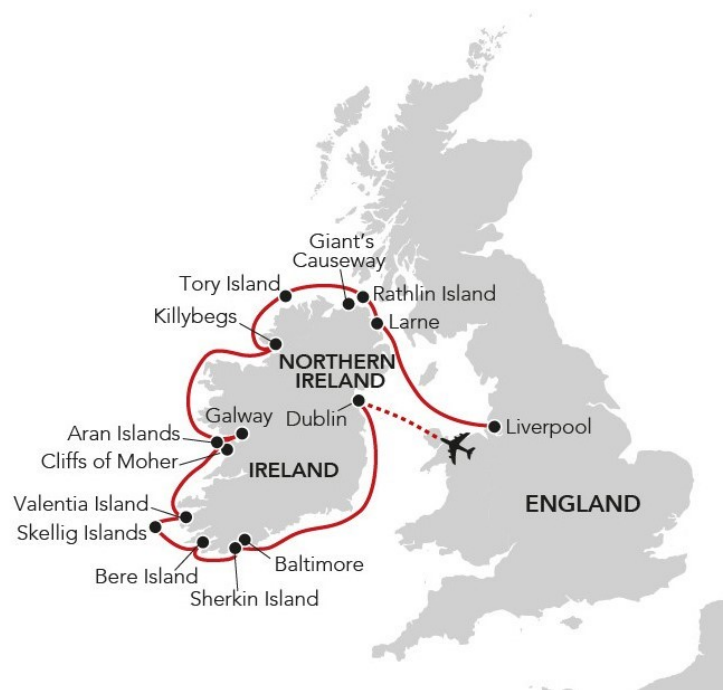 Giant's
Causeway
Tory Island
Rathlin Island
Killybegs
Larne
NORTHERN
IRELAND
Galway
Dublin
Aran Islands
Liverpool
Cliffs of Moher
IRELAND
Valentia Island
ENGLAND
Skellig Islands
Baltimore
Bere Island
Sherkin Island